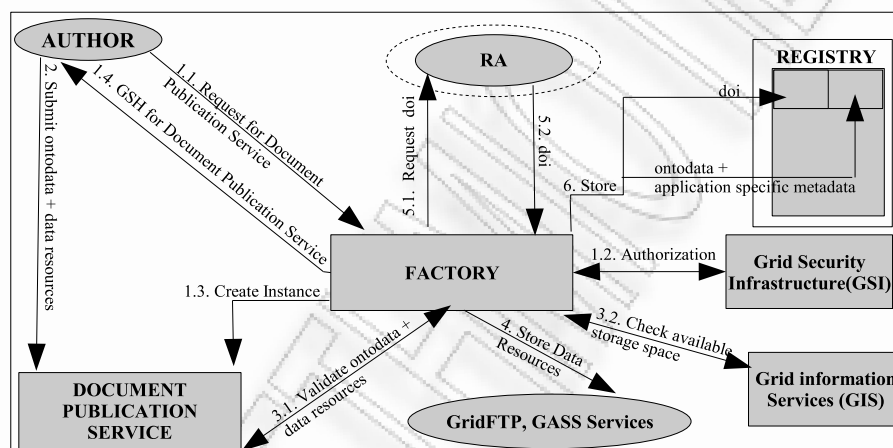 AUTHOR
RA
REGISTRY
doi
1.1. Request for Document
Publication Service
1.4. GSH for Document Publication Service
2. Submit ontodata + data resources
5.1. Request doi
5.2. doi
6. Store
ontodata +
application specific metadata
FACTORY
1.2. Authorization
Grid Security
Infrastructure(GSI)
1.3. Create Instance
3.1. Validate ontodata +
data resources
4. Store Data
Resources
3.2. Check available
storage space
DOCUMENT
PUBLICATION
SERVICE
GridFTP, GASS Services
Grid information
Services (GIS)